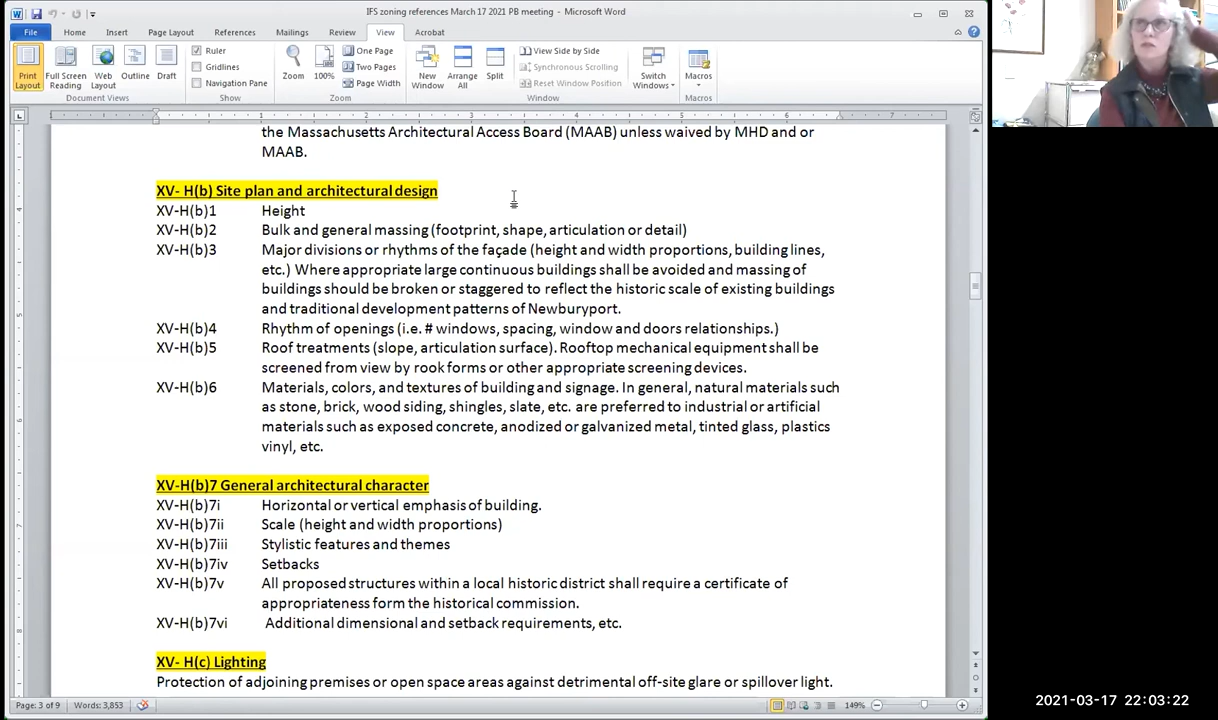 IFS zoning references March 17 2021 PB meeting - Microsoft Word
File Home Insert Page Layout References Mailings Review View Acrobat
Print Layout
Full Screen Reading
Web Layout
Outline
Draft
Document Views
Ruler
Gridlines
Navigation Pane
Show
Zoom
100%
One Page
Two Pages
Page Width
Zoom
New Window
Arrange All
Split
View Side by Side
Synchronous Scrolling
Reset Window Position
Window
Switch Windows
Macros
Macros
the Massachusetts Architectural Access Board (MAAB) unless waived by MHD and or
MAAB.
XV- H(b) Site plan and architectural design
XV-H(b)1 Height
XV-H(b)2 Bulk and general massing (footprint, shape, articulation or detail)
XV-H(b)3 Major divisions or rhythms of the façade (height and width proportions, building lines,
etc.) Where appropriate large continuous buildings shall be avoided and massing of
buildings should be broken or staggered to reflect the historic scale of existing buildings
and traditional development patterns of Newburyport.
XV-H(b)4 Rhythm of openings (i.e. # windows, spacing, window and doors relationships.)
XV-H(b)5 Roof treatments (slope, articulation surface). Rooftop mechanical equipment shall be
screened from view by rook forms or other appropriate screening devices.
XV-H(b)6 Materials, colors, and textures of building and signage. In general, natural materials such
as stone, brick, wood siding, shingles, slate, etc. are preferred to industrial or artificial
materials such as exposed concrete, anodized or galvanized metal, tinted glass, plastics
vinyl, etc.
XV-H(b)7 General architectural character
XV-H(b)7i Horizontal or vertical emphasis of building.
XV-H(b)7ii Scale (height and width proportions)
XV-H(b)7iii Stylistic features and themes
XV-H(b)7iv Setbacks
XV-H(b)7v All proposed structures within a local historic district shall require a certificate of
appropriateness form the historical commission.
XV-H(b)7vi Additional dimensional and setback requirements, etc.
XV- H(c) Lighting
Protection of adjoining premises or open space areas against detrimental off-site glare or spillover light.
Page: 3 of 9 Words: 3,853 149%
2021-03-17 22:03:22